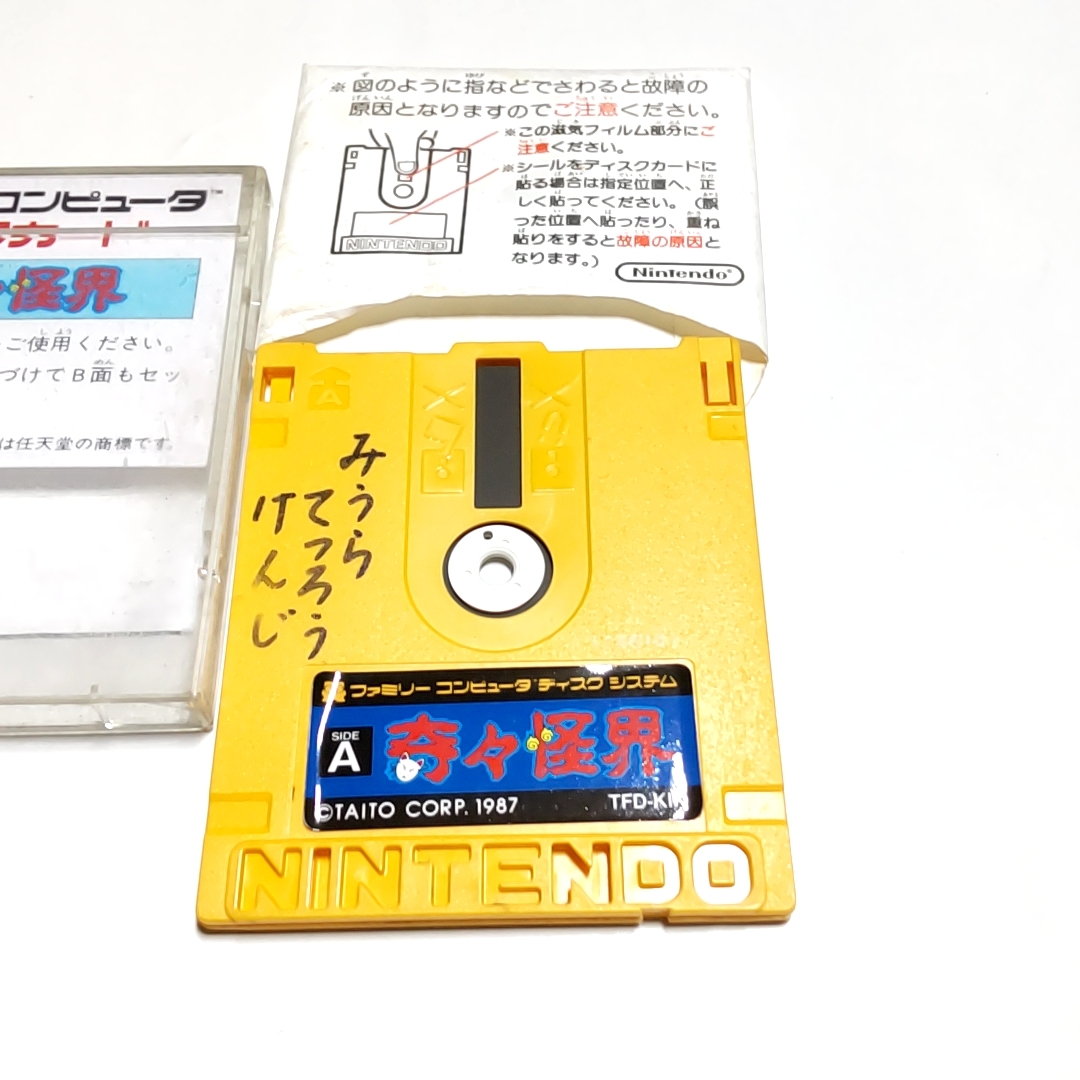 ※図のように指などでさわると故障の
原因となりますのでご注意ください。
※この磁気フィルム部分にご
注意ください。
※シールをディスクカードに
貼る場合は指定位置へ、正
しく貼ってください。（誤
った位置へ貼ったり、重ね
貼りをすると故障の原因と
なります。）
NINTENDO
Nintendo®
コンピュータ™
カード
怪界
ご使用ください。
づけてB面もセッ
は任天堂の商標です。
A
みうら
てつろう
けんじ
ファミリー コンピュータ ディスク システム
SIDE
A
奇々怪界
©TAITO CORP. 1987
TFD-KI
NINTENDO